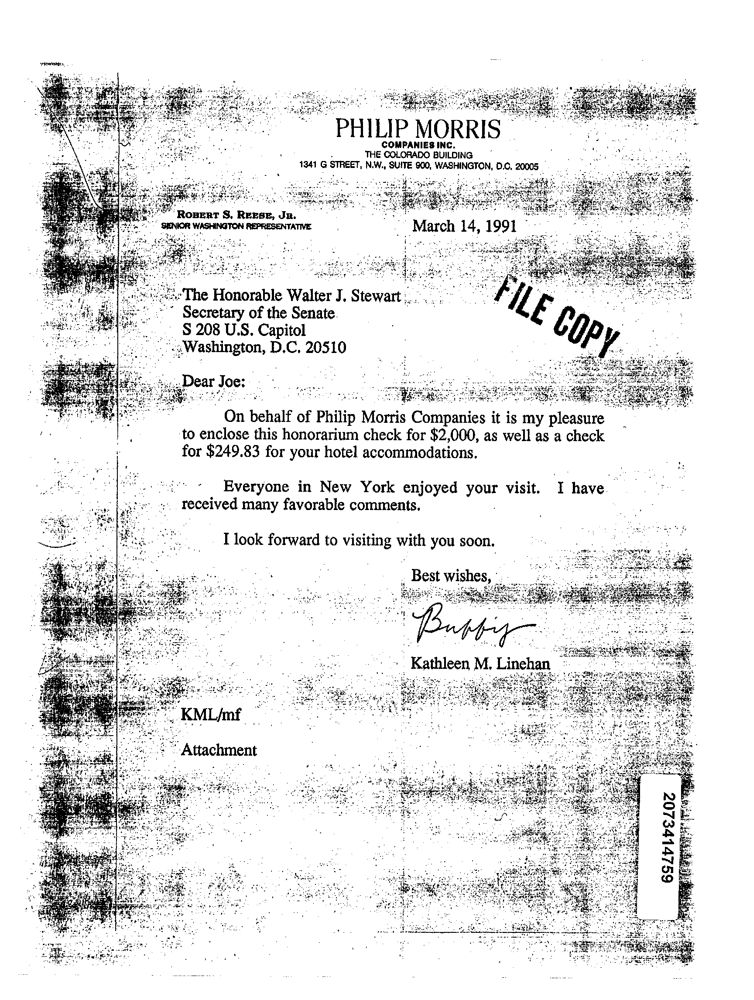 PHILIP MORRIS
COMPANIES INC.
THE COLORADO BUILDING
1341 G STREET, N.W., SUITE 900, WASHINGTON, D.C. 20005
ROBERT S. REESE, JR.
SENIOR WASHINGTON REPRESENTATIVE
March 14, 1991
FILE COPY
The Honorable Walter J. Stewart
Secretary of the Senate
S 208 U.S. Capitol
Washington, D.C. 20510
Dear Joe:
On behalf of Philip Morris Companies it is my pleasure
to enclose this honorarium check for $2,000, as well as a check
for $249.83 for your hotel accommodations.
Everyone in New York enjoyed your visit. I have
received many favorable comments.
I look forward to visiting with you soon.
Best wishes,
Kathleen M. Linehan
KML/mf
Attachment
2073414759